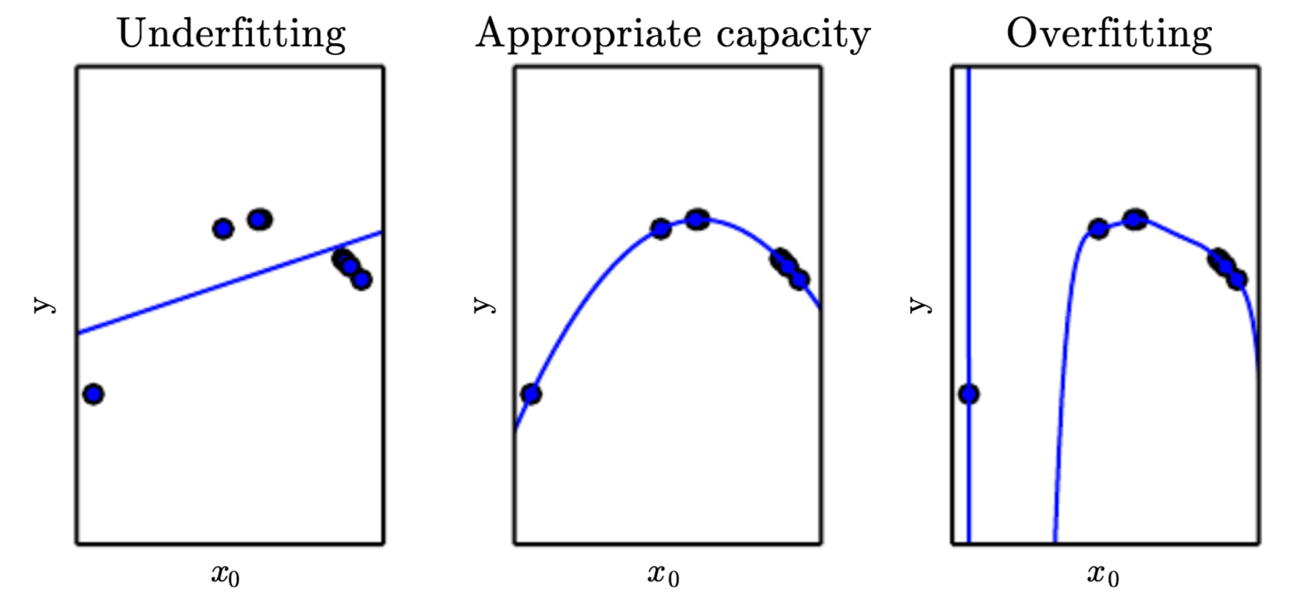 Underfitting
Appropriate capacity
Overfitting
y
y
y
x₀
x₀
x₀